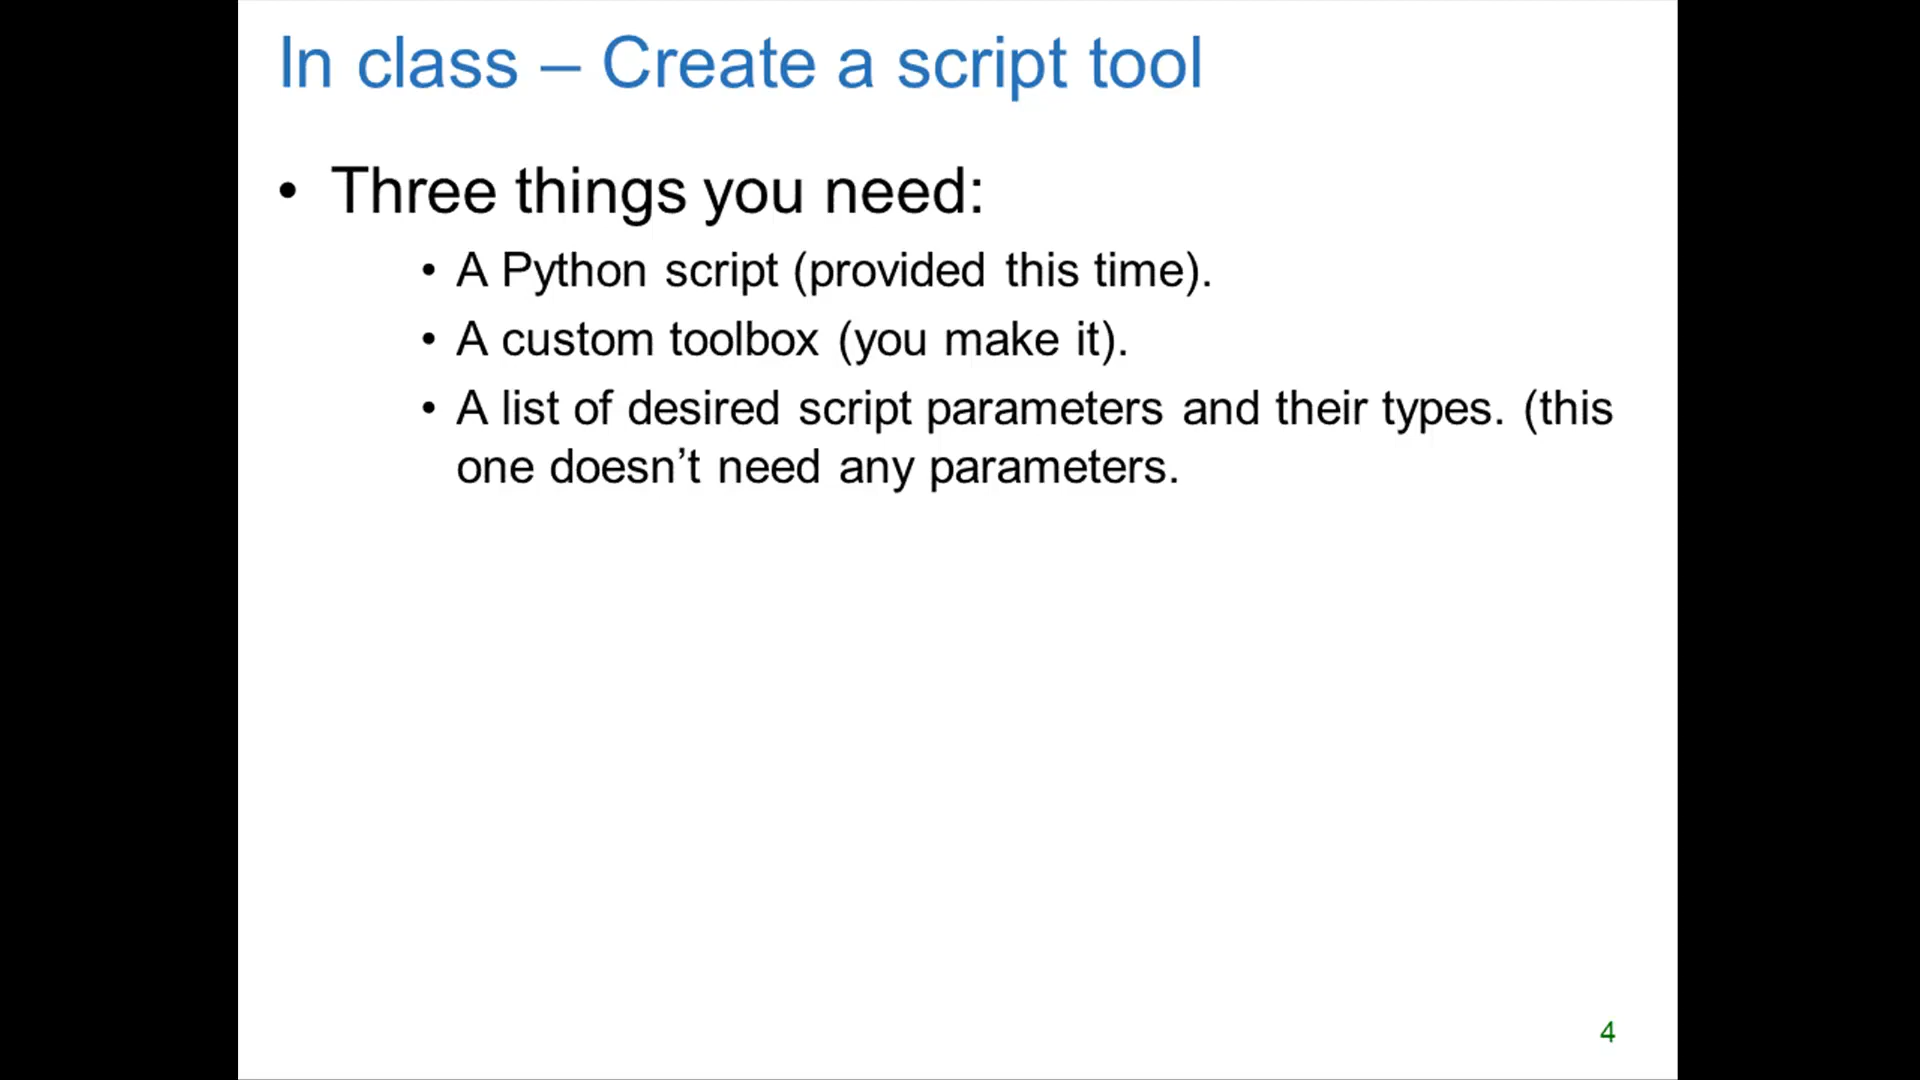 In class – Create a script tool
• Three things you need:
• A Python script (provided this time).
• A custom toolbox (you make it).
• A list of desired script parameters and their types. (this
one doesn’t need any parameters.
4